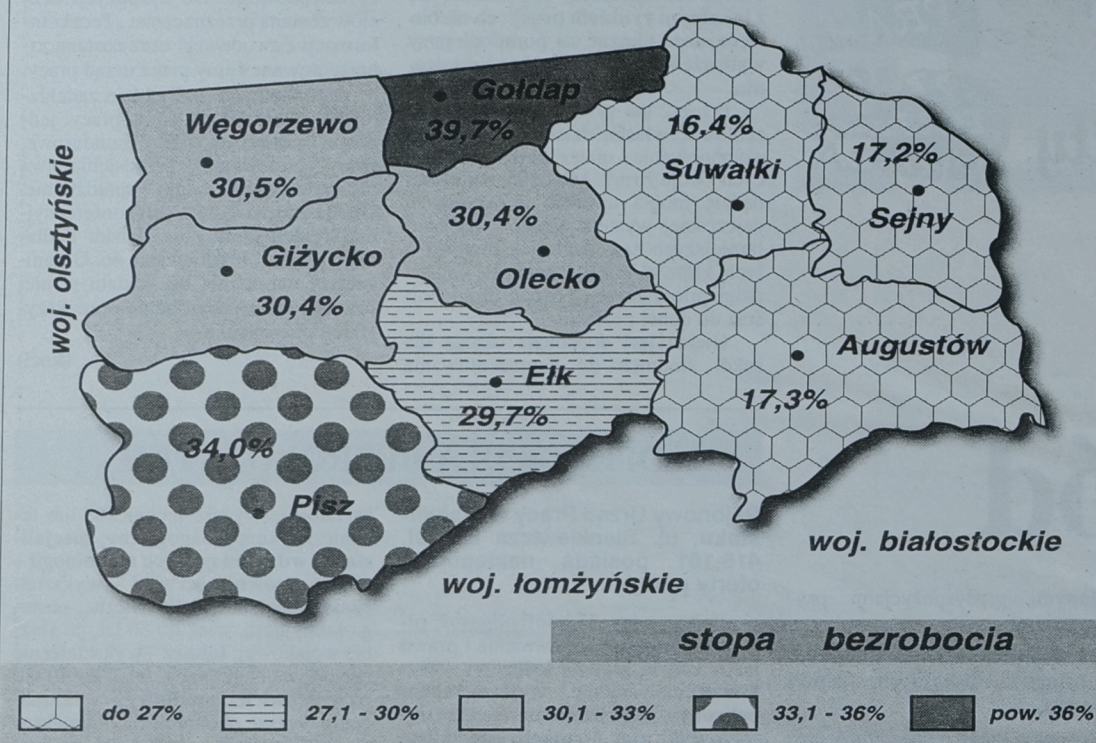 Gołdap
39,7%
Węgorzewo
30,5%
16,4%
Suwałki
17,2%
Sejny
30,4%
Olecko
Giżycko
30,4%
woj. olsztyńskie
Augustów
17,3%
Ełk
29,7%
34,0%
Pisz
woj. białostockie
woj. łomżyńskie
stopa bezrobocia
do 27%
27,1 - 30%
30,1 - 33%
33,1 - 36%
pow. 36%